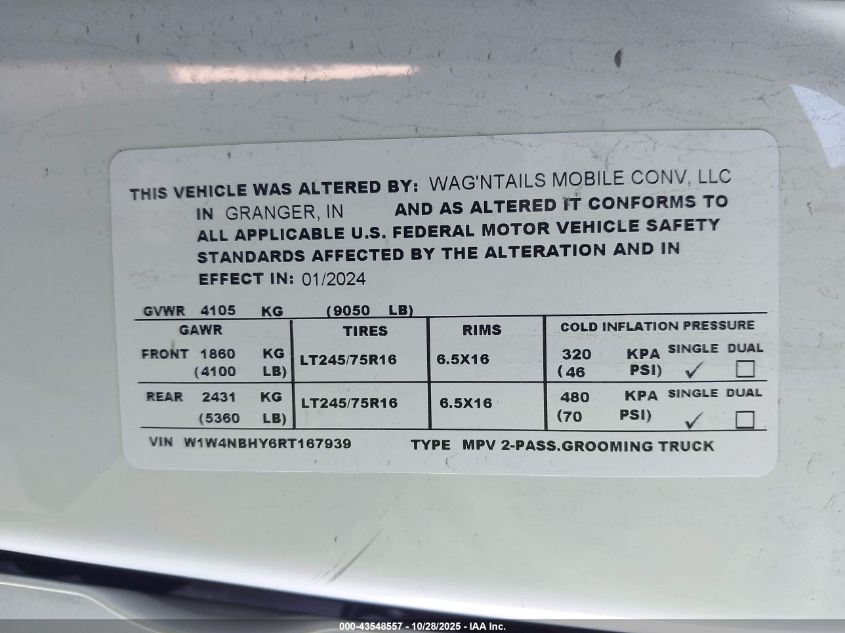 THIS VEHICLE WAS ALTERED BY: WAG'NTAILS MOBILE CONV, LLC
IN GRANGER, IN AND AS ALTERED IT CONFORMS TO
ALL APPLICABLE U.S. FEDERAL MOTOR VEHICLE SAFETY
STANDARDS AFFECTED BY THE ALTERATION AND IN
EFFECT IN: 01/2024
GVWR 4105 KG (9050 LB)
GAWR TIRES RIMS COLD INFLATION PRESSURE
FRONT 1860 KG LT245/75R16 6.5X16 320 KPA SINGLE DUAL
(4100 LB) (46 PSI) ✓ ☐
REAR 2431 KG LT245/75R16 6.5X16 480 KPA SINGLE DUAL
(5360 LB) (70 PSI) ✓ ☐
VIN W1W4NBHY6RT167939 TYPE MPV 2-PASS.GROOMING TRUCK
000-43548557 - 10/28/2025 - IAA Inc.